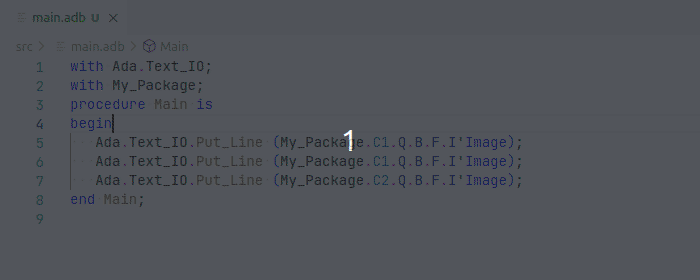 main.adb U ×
src > main.adb > Main
1 with Ada.Text_IO;
2 with My_Package;
3 procedure Main is
4 begin
5 Ada.Text_IO.Put_Line (My_Package.C1.Q.B.F.I'Image);
6 Ada.Text_IO.Put_Line (My_Package.C1.Q.B.F.I'Image);
7 Ada.Text_IO.Put_Line (My_Package.C2.Q.B.F.I'Image);
8 end Main;
9
1